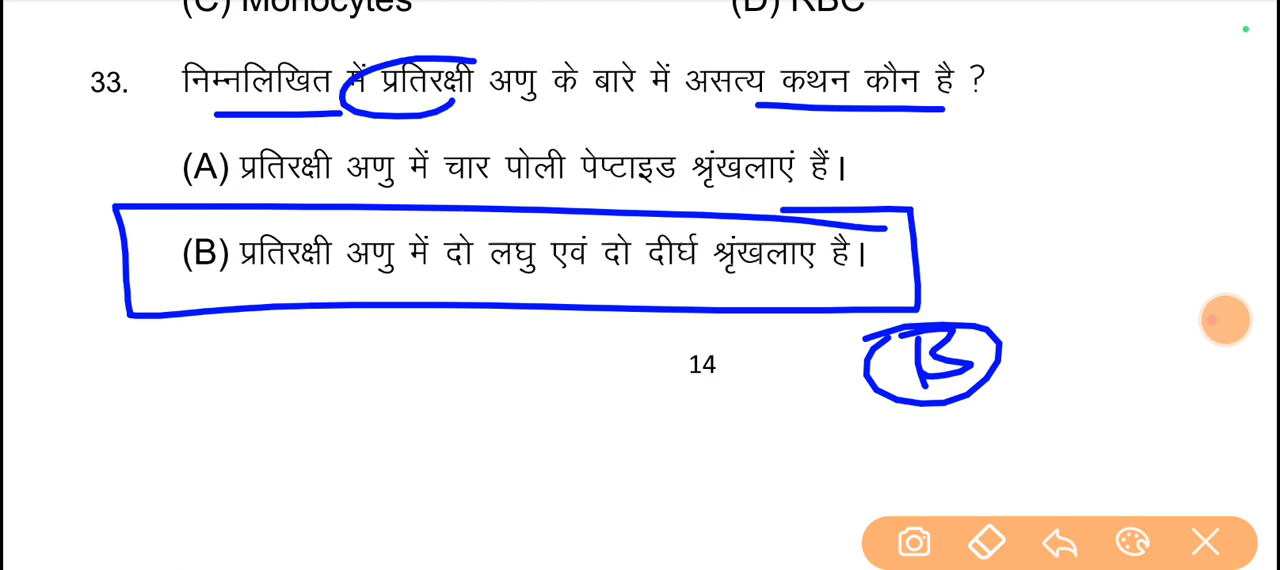 (C) Monocytes (D) RBC
33. निम्नलिखित में प्रतिरक्षी अणु के बारे में असत्य कथन कौन है ?
(A) प्रतिरक्षी अणु में चार पोली पेप्टाइड श्रृंखलाएं हैं।
(B) प्रतिरक्षी अणु में दो लघु एवं दो दीर्घ श्रृंखलाए है।
14
B